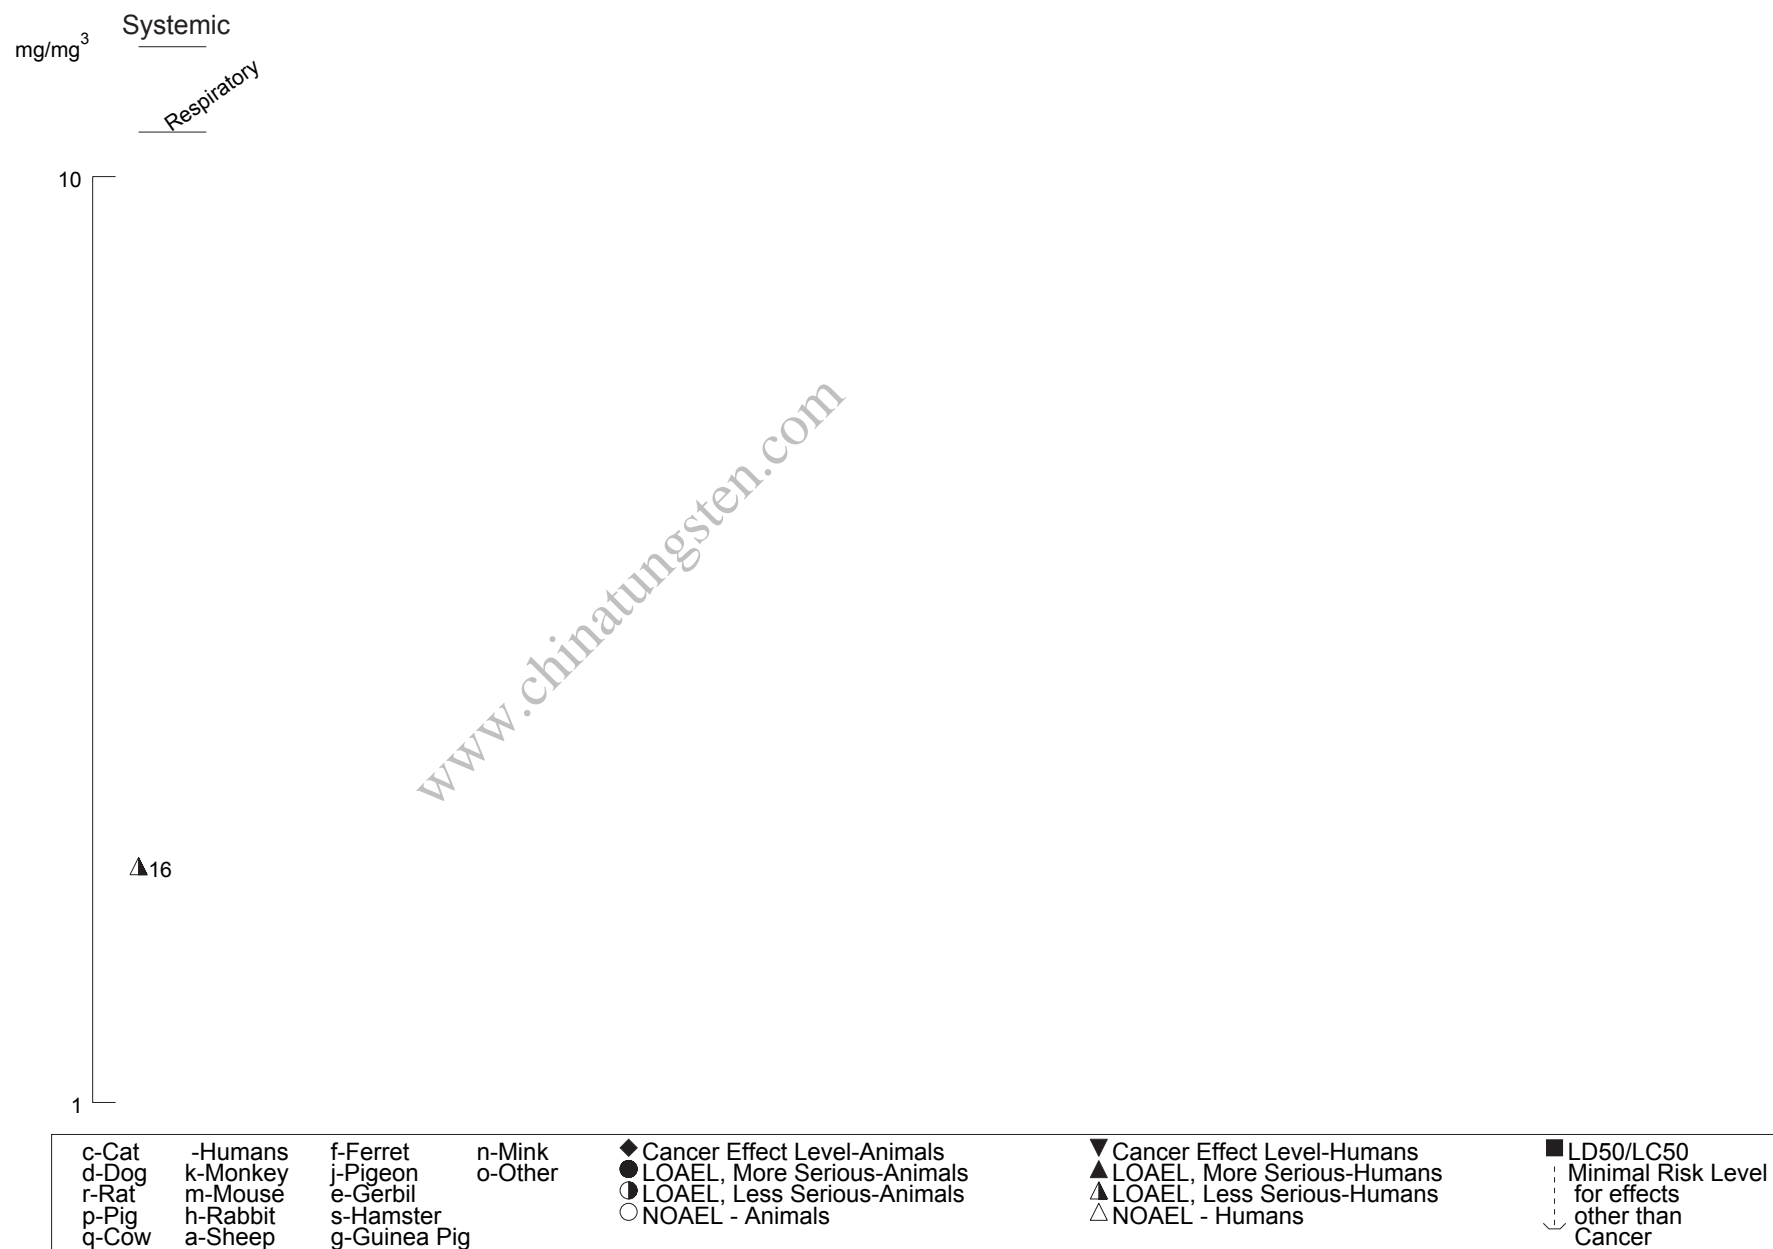 Systemic
mg/mg³
Respiratory
10
www.chinatungsten.com
16
1
c-Cat -Humans f-Ferret n-Mink ◆ Cancer Effect Level-Animals ▼ Cancer Effect Level-Humans ■ LD50/LC50
d-Dog k-Monkey j-Pigeon o-Other ● LOAEL, More Serious-Animals ▲ LOAEL, More Serious-Humans Minimal Risk Level
r-Rat m-Mouse e-Gerbil ◑ LOAEL, Less Serious-Animals ◮ LOAEL, Less Serious-Humans for effects
p-Pig h-Rabbit s-Hamster ○ NOAEL - Animals △ NOAEL - Humans other than
q-Cow a-Sheep g-Guinea Pig Cancer